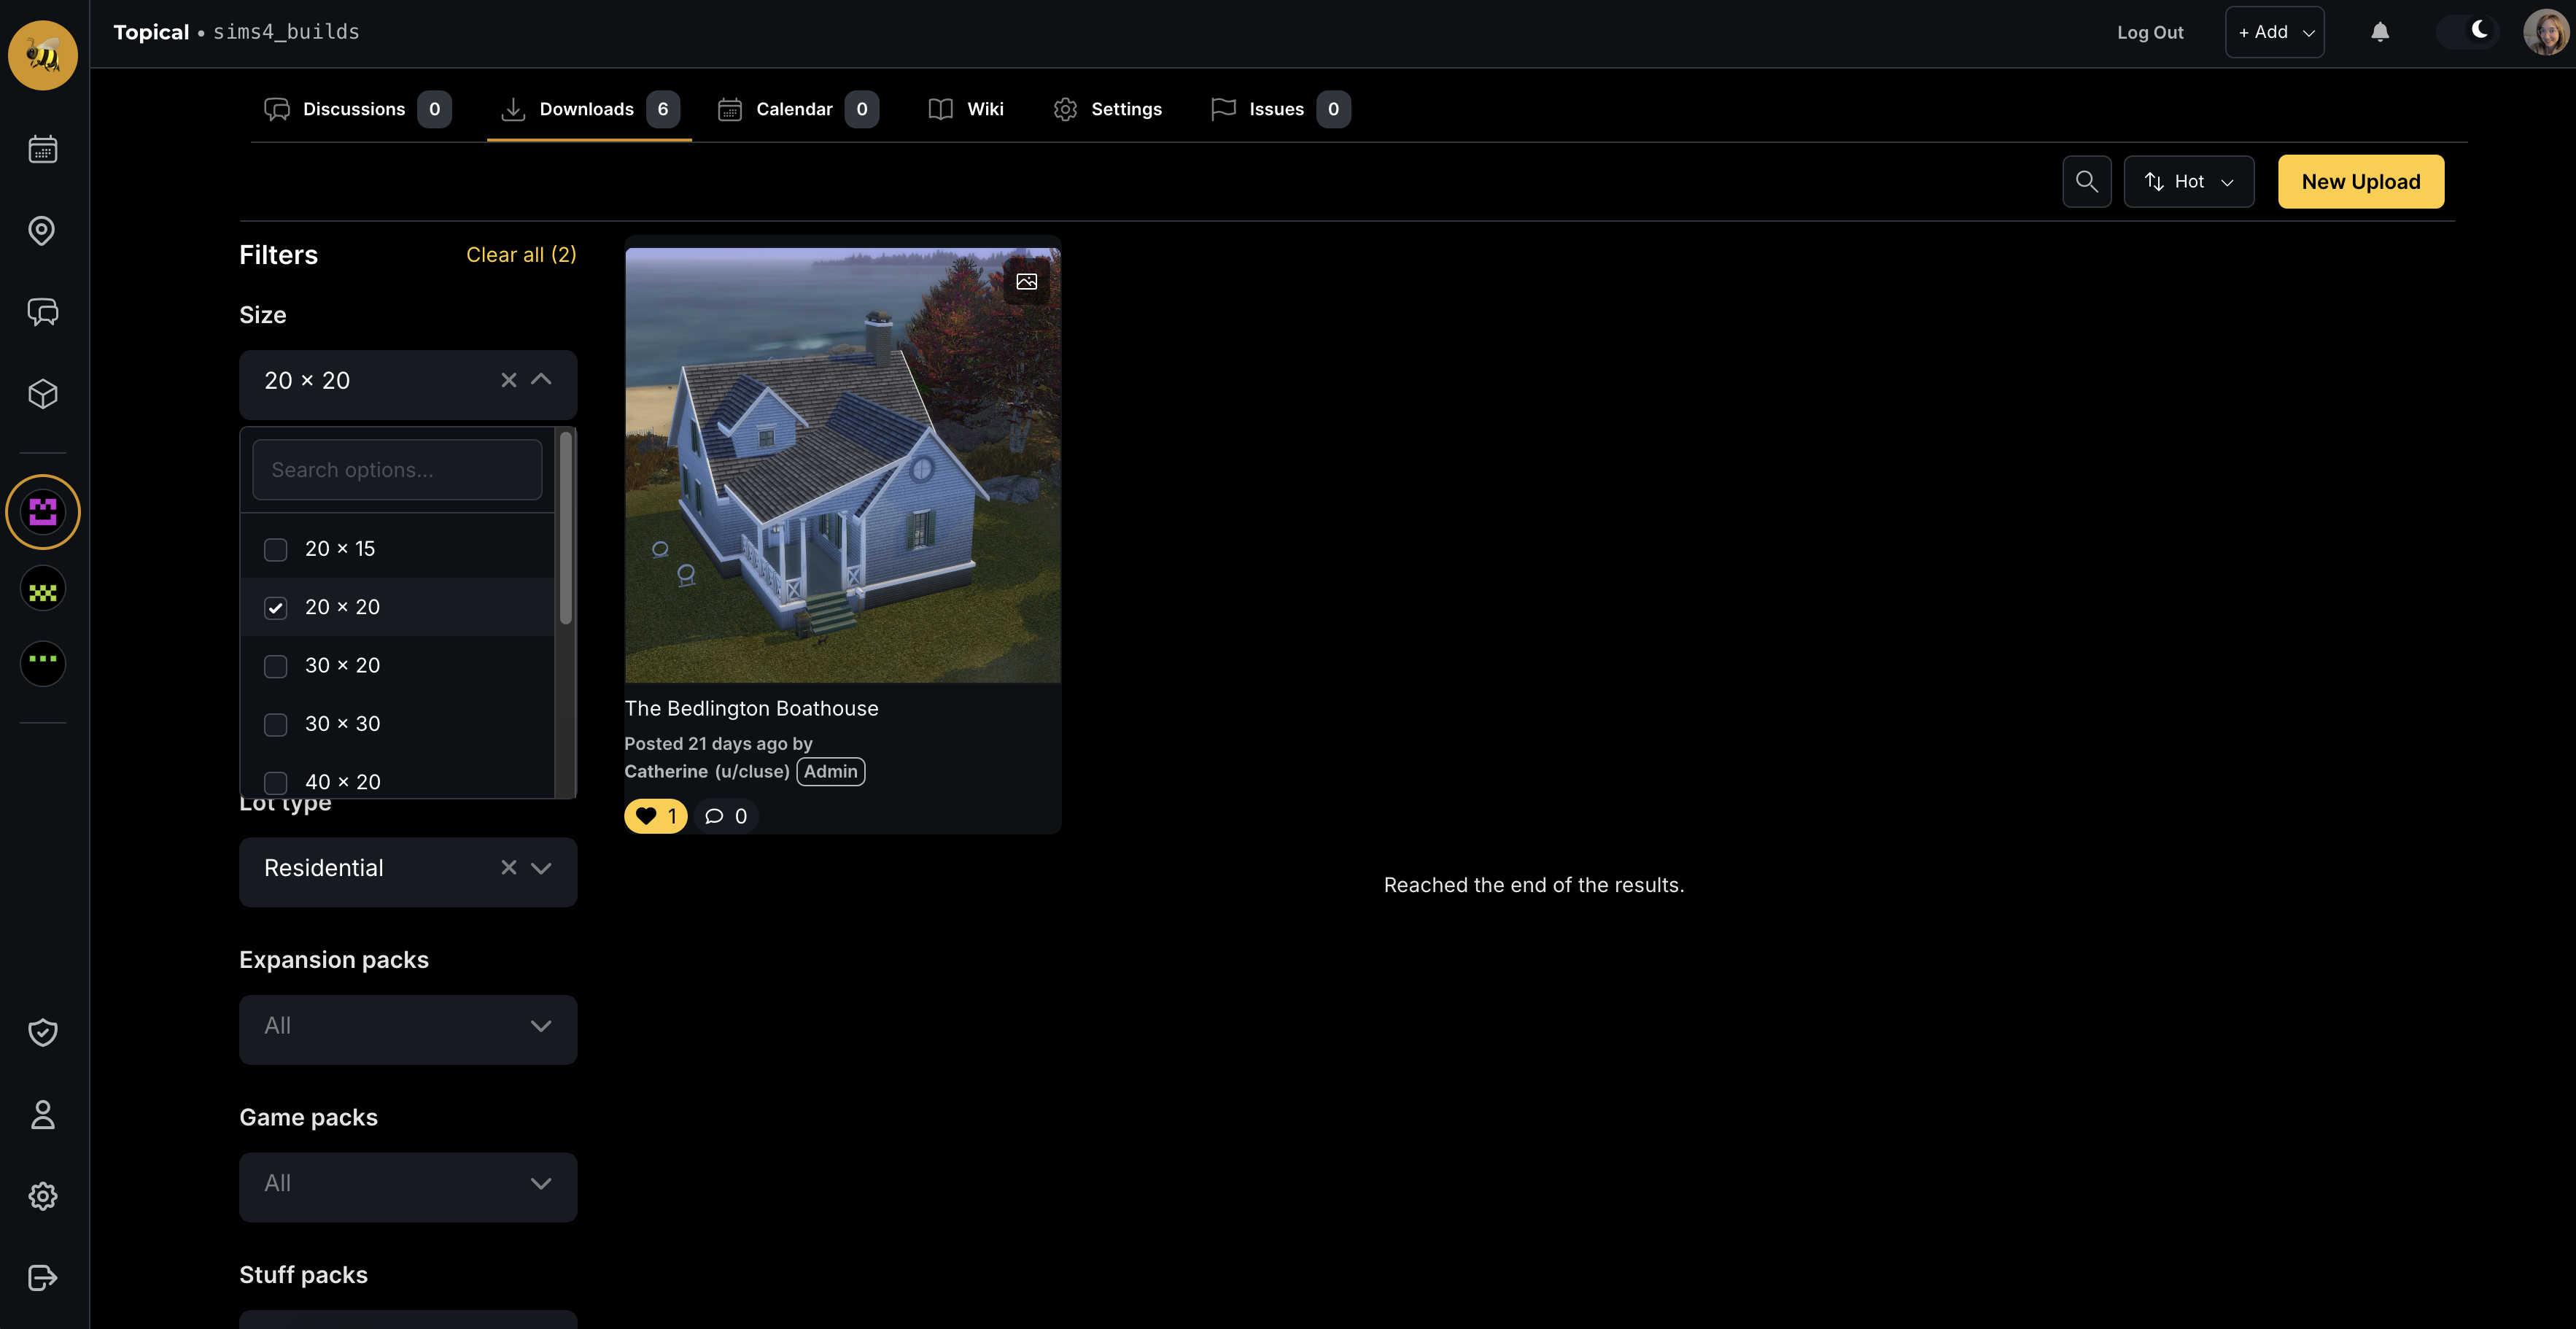 Topical • sims4_builds
Log Out
+ Add
Discussions 0
Downloads 6
Calendar 0
Wiki
Settings
Issues 0
Hot
New Upload
Filters
Clear all (2)
Size
20 × 20
Search options...
20 × 15
20 × 20
30 × 20
30 × 30
40 × 20
Lot type
Residential
Expansion packs
All
Game packs
All
Stuff packs
The Bedlington Boathouse
Posted 21 days ago by
Catherine (u/cluse) Admin
1
0
Reached the end of the results.